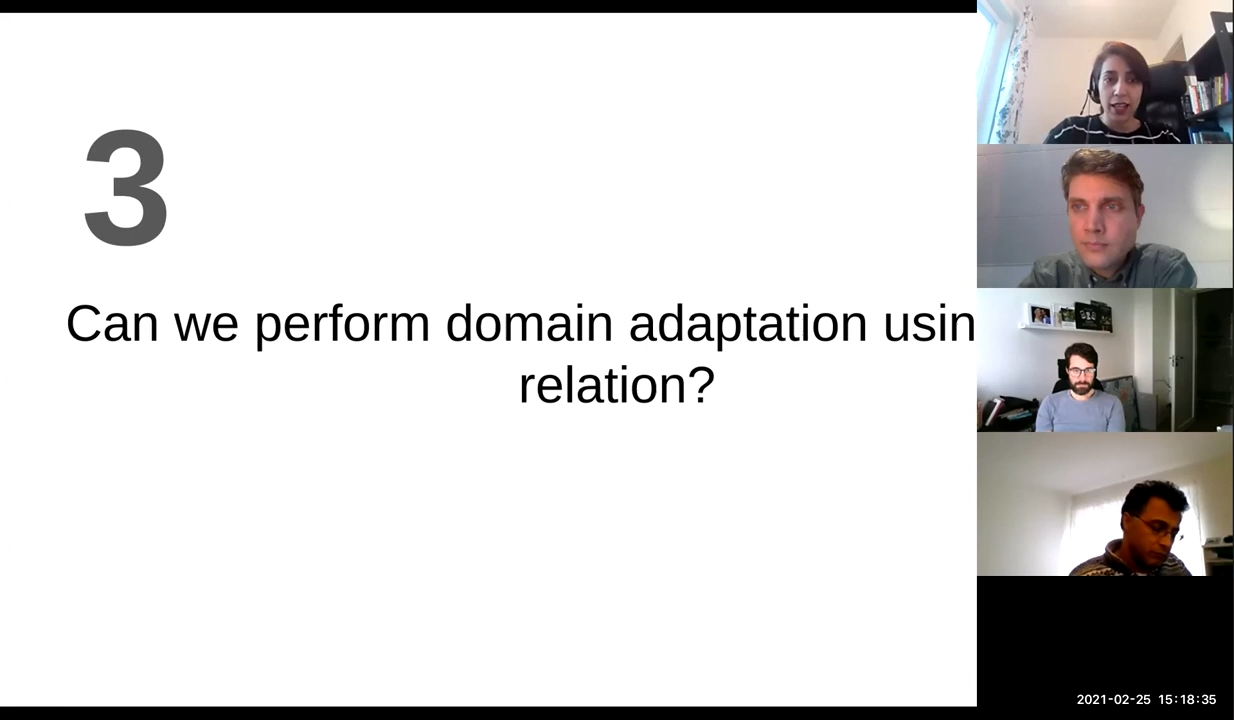 3
Can we perform domain adaptation usin
relation?
2021-02-25 15:18:35